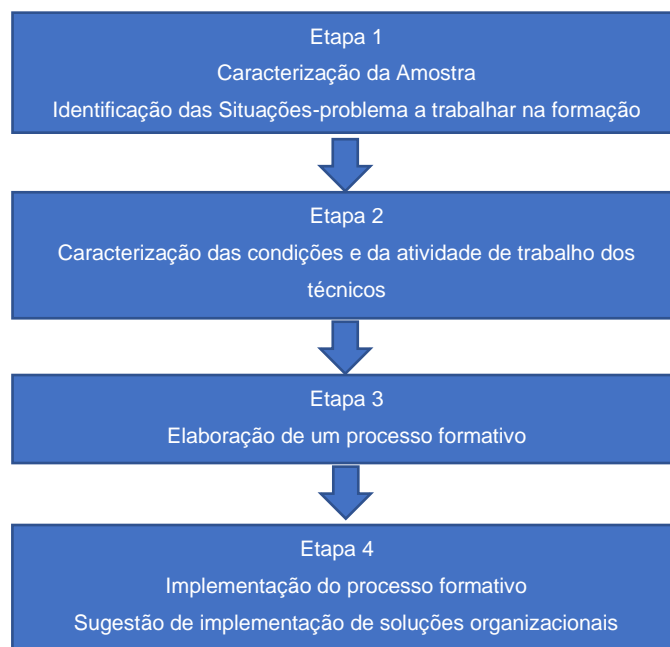 Etapa 1
Caracterização da Amostra
Identificação das Situações-problema a trabalhar na formação
Etapa 2
Caracterização das condições e da atividade de trabalho dos
técnicos
Etapa 3
Elaboração de um processo formativo
Etapa 4
Implementação do processo formativo
Sugestão de implementação de soluções organizacionais